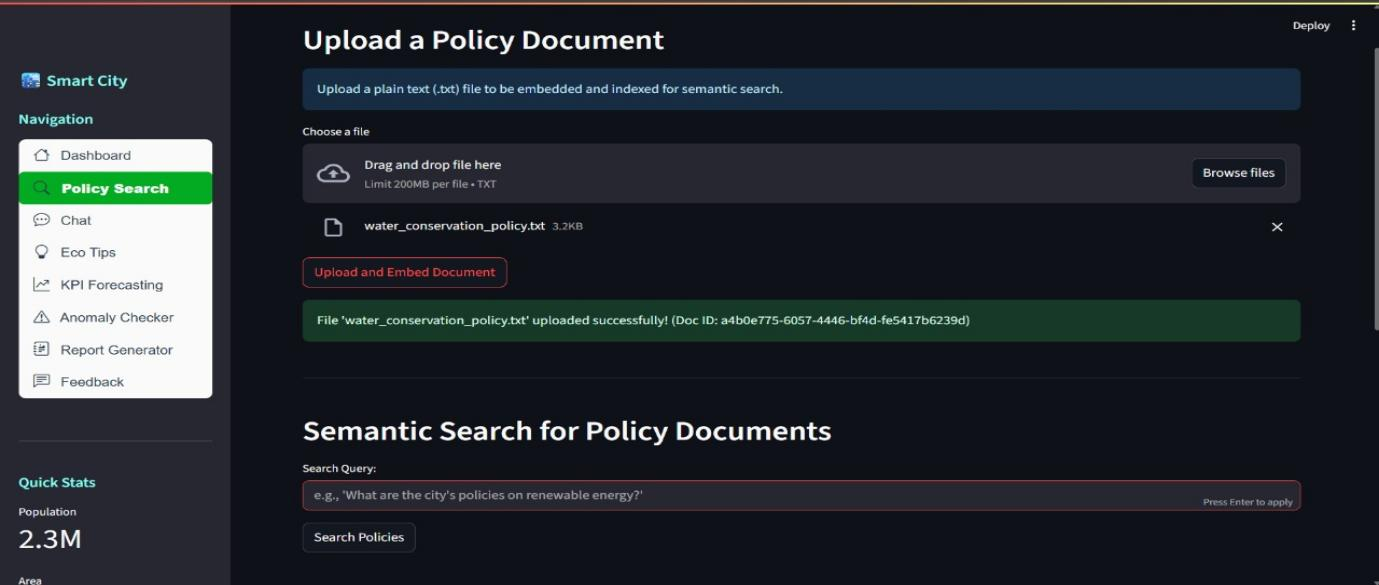 Deploy
Smart City
Navigation
Dashboard
Policy Search
Chat
Eco Tips
KPI Forecasting
Anomaly Checker
Report Generator
Feedback
Quick Stats
Population
2.3M
Area
Upload a Policy Document
Upload a plain text (.txt) file to be embedded and indexed for semantic search.
Choose a file
Drag and drop file here
Limit 200MB per file • TXT
Browse files
water_conservation_policy.txt 3.2KB
Upload and Embed Document
File 'water_conservation_policy.txt' uploaded successfully! (Doc ID: a4b0e775-6057-4446-bf4d-fe5417b6239d)
Semantic Search for Policy Documents
Search Query:
e.g., 'What are the city's policies on renewable energy?'
Press Enter to apply
Search Policies